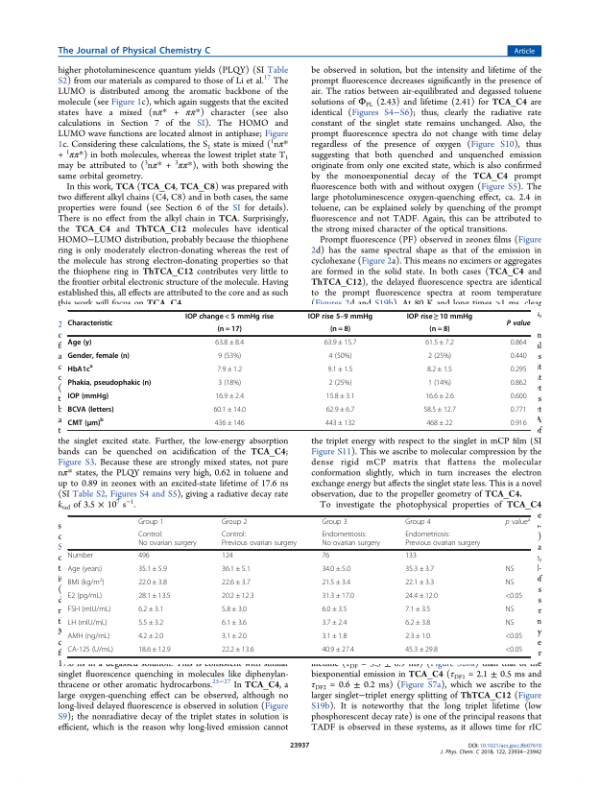 The Journal of Physical Chemistry C
Article
higher photoluminescence quantum yields (PLQY) (SI Table
S2) from our materials as compared to those of Li et al.17 The
LUMO is distributed among the aromatic backbone of the
molecule (see Figure 1c), which again suggests that the excited
states have a mixed (nπ* + ππ*) character (see also
calculations in Section 7 of the SI). The HOMO and
LUMO wave functions are located almost in antiphase; Figure
1c. Considering these calculations, the S1 state is mixed (1nπ*
+ 1ππ*) in both molecules, whereas the lowest triplet state T1
may be attributed to (3nπ* + 3ππ*), with both showing the
same orbital geometry.
In this work, TCA (TCA_C4, TCA_C8) was prepared with
two different alkyl chains (C4, C8) and in both cases, the same
properties were found (see Section 6 of the SI for details).
There is no effect from the alkyl chain in TCA. Surprisingly,
the TCA_C4 and ThTCA_C12 molecules have identical
HOMO−LUMO distribution, probably because the thiophene
ring is only moderately electron-donating whereas the rest of
the molecule has strong electron-donating properties so that
the thiophene ring in ThTCA_C12 contributes very little to
the frontier orbital electronic structure of the molecule. Having
established this, all effects are attributed to the core and as such
this work will focus on TCA_C4.
be observed in solution, but the intensity and lifetime of the
prompt fluorescence decreases significantly in the presence of
air. The ratios between air-equilibrated and degassed toluene
solutions of ΦPL (2.43) and lifetime (2.41) for TCA_C4 are
identical (Figures S4−S6); thus, clearly the radiative rate
constant of the singlet state remains unchanged. Also, the
prompt fluorescence spectra do not change with time delay
regardless of the presence of oxygen (Figure S10), thus
suggesting that both quenched and unquenched emission
originate from only one excited state, which is also confirmed
by the monoexponential decay of the TCA_C4 prompt
fluorescence both with and without oxygen (Figure S5). The
large photoluminescence oxygen-quenching effect, ca. 2.4 in
toluene, can be explained solely by quenching of the prompt
fluorescence and not TADF. Again, this can be attributed to
the strong mixed character of the optical transitions.
Prompt fluorescence (PF) observed in zeonex films (Figure
2d) has the same spectral shape as that of the emission in
cyclohexane (Figure 2a). This means no excimers or aggregates
are formed in the solid state. In both cases (TCA_C4 and
ThTCA_C12), the delayed fluorescence spectra are identical
to the prompt fluorescence spectra at room temperature
(Figures 2d and S19b). At 80 K and long times >1 ms, clear
Characteristic IOP change < 5 mmHg rise IOP rise 5–9 mmHg IOP rise ≥ 10 mmHg P value
(n = 17) (n = 8) (n = 8)
Age (y) 63.8 ± 8.4 63.9 ± 15.7 61.5 ± 7.2 0.864
Gender, female (n) 9 (53%) 4 (50%) 2 (25%) 0.440
HbA1ca 7.9 ± 1.2 9.1 ± 1.5 8.2 ± 1.5 0.295
Phakia, pseudophakic (n) 3 (18%) 2 (25%) 1 (14%) 0.862
IOP (mmHg) 16.9 ± 2.4 15.8 ± 3.1 16.6 ± 2.6 0.600
BCVA (letters) 60.1 ± 14.0 62.9 ± 6.7 58.5 ± 12.7 0.771
CMT (μm)b 436 ± 146 443 ± 132 468 ± 22 0.916
the singlet excited state. Further, the low-energy absorption
bands can be quenched on acidification of the TCA_C4;
Figure S3. Because these are strongly mixed states, not pure
nπ* states, the PLQY remains very high, 0.62 in toluene and
up to 0.89 in zeonex with an excited-state lifetime of 17.6 ns
(SI Table S2, Figures S4 and S5), giving a radiative decay rate
krad of 3.5 × 107 s−1.
the triplet energy with respect to the singlet in mCP film (SI
Figure S11). This we ascribe to molecular compression by the
dense rigid mCP matrix that flattens the molecular
conformation slightly, which in turn increases the electron
exchange energy but affects the singlet state less. This is a novel
observation, due to the propeller geometry of TCA_C4.
To investigate the photophysical properties of TCA_C4
Group 1 Group 2 Group 3 Group 4 p valuea
Control: Control: Endometriosis: Endometriosis:
No ovarian surgery Previous ovarian surgery No ovarian surgery Previous ovarian surgery
Number 496 124 76 133
Age (years) 35.1 ± 5.9 36.1 ± 5.1 34.0 ± 5.0 35.3 ± 3.7 NS
BMI (kg/m2) 22.0 ± 3.8 22.6 ± 3.7 21.5 ± 3.4 22.1 ± 3.3 NS
E2 (pg/mL) 28.1 ± 13.5 20.2 ± 12.3 31.3 ± 17.0 24.4 ± 12.0 <0.05
FSH (mIU/mL) 6.2 ± 3.1 5.8 ± 3.0 6.0 ± 3.5 7.1 ± 3.5 NS
LH (mIU/mL) 5.5 ± 3.2 6.1 ± 3.6 3.7 ± 2.4 6.2 ± 3.8 NS
AMH (ng/mL) 4.2 ± 2.0 3.1 ± 2.0 3.1 ± 1.8 2.3 ± 1.0 <0.05
CA-125 (U/mL) 18.6 ± 12.9 22.2 ± 13.6 40.9 ± 27.4 45.3 ± 29.8 <0.05
singlet fluorescence quenching in molecules like diphenylan-
thracene or other aromatic hydrocarbons.25−27 In TCA_C4, a
large oxygen-quenching effect can be observed, although no
long-lived delayed fluorescence is observed in solution (Figure
S9); the nonradiative decay of the triplet states in solution is
efficient, which is the reason why long-lived emission cannot
biexponential emission in TCA_C4 (τDF1 = 2.1 ± 0.5 ms and
τDF2 = 0.6 ± 0.2 ms) (Figure S7a), which we ascribe to the
larger singlet−triplet energy splitting of ThTCA_C12 (Figure
S19b). It is noteworthy that the long triplet lifetime (low
phosphorescent decay rate) is one of the principal reasons that
TADF is observed in these systems, as it allows time for rIC
23937
DOI: 10.1021/acs.jpcc.8b07610
J. Phys. Chem. C 2018, 122, 23934−23942